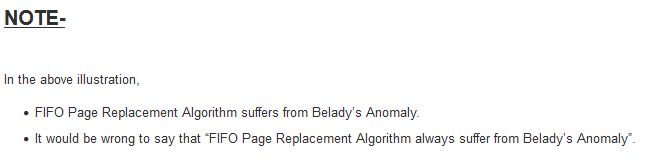 NOTE-
In the above illustration,
• FIFO Page Replacement Algorithm suffers from Belady’s Anomaly.
• It would be wrong to say that “FIFO Page Replacement Algorithm always suffer from Belady’s Anomaly”.